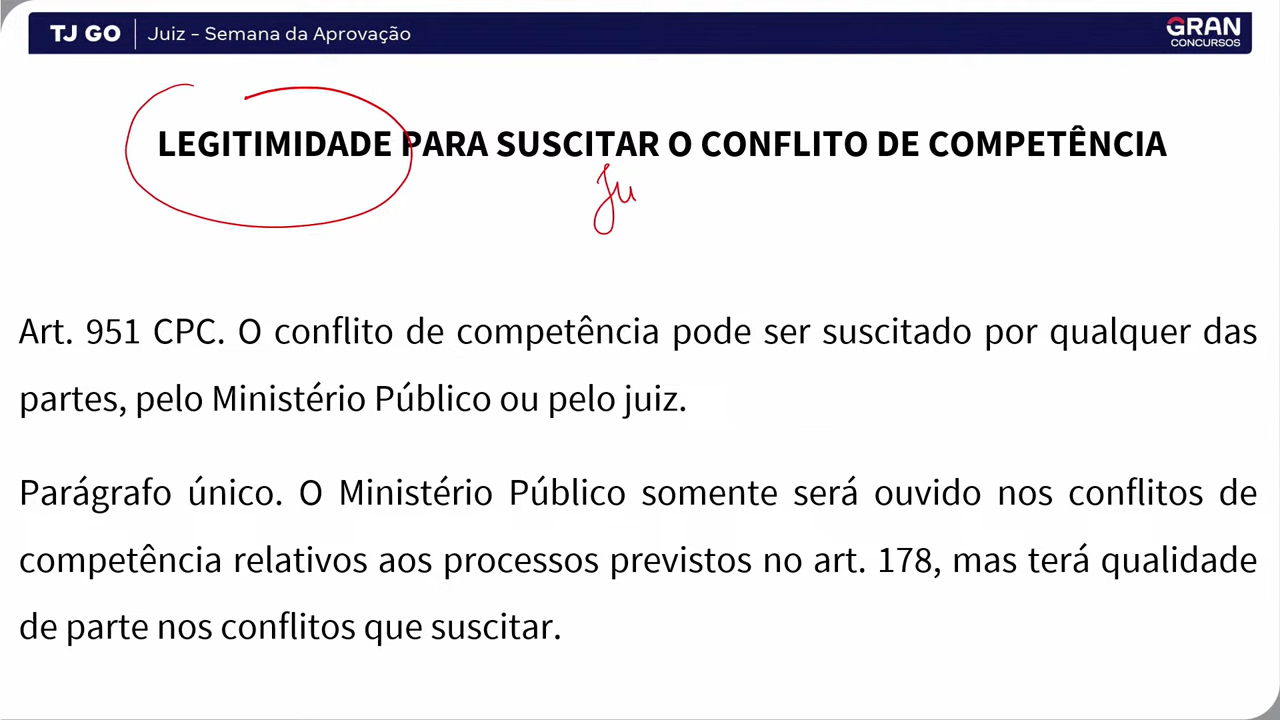 TJ GO | Juiz – Semana da Aprovação
GRAN
CONCURSOS
LEGITIMIDADE PARA SUSCITAR O CONFLITO DE COMPETÊNCIA
Ju
Art. 951 CPC. O conflito de competência pode ser suscitado por qualquer das
partes, pelo Ministério Público ou pelo juiz.
Parágrafo único. O Ministério Público somente será ouvido nos conflitos de
competência relativos aos processos previstos no art. 178, mas terá qualidade
de parte nos conflitos que suscitar.